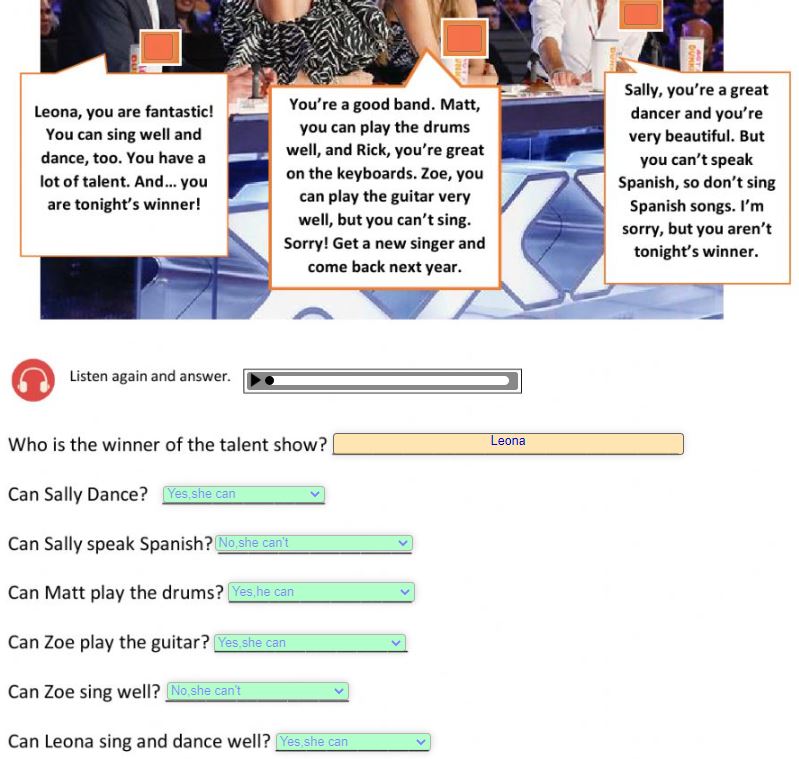 Leona, you are fantastic!
You can sing well and
dance, too. You have a
lot of talent. And… you
are tonight's winner!
You're a good band. Matt,
you can play the drums
well, and Rick, you're great
on the keyboards. Zoe, you
can play the guitar very
well, but you can't sing.
Sorry! Get a new singer and
come back next year.
Sally, you're a great
dancer and you're
very beautiful. But
you can't speak
Spanish, so don't sing
Spanish songs. I'm
sorry, but you aren't
tonight's winner.
Listen again and answer.
Who is the winner of the talent show? Leona
Can Sally Dance? Yes,she can
Can Sally speak Spanish? No,she can't
Can Matt play the drums? Yes,he can
Can Zoe play the guitar? Yes,she can
Can Zoe sing well? No,she can't
Can Leona sing and dance well? Yes,she can